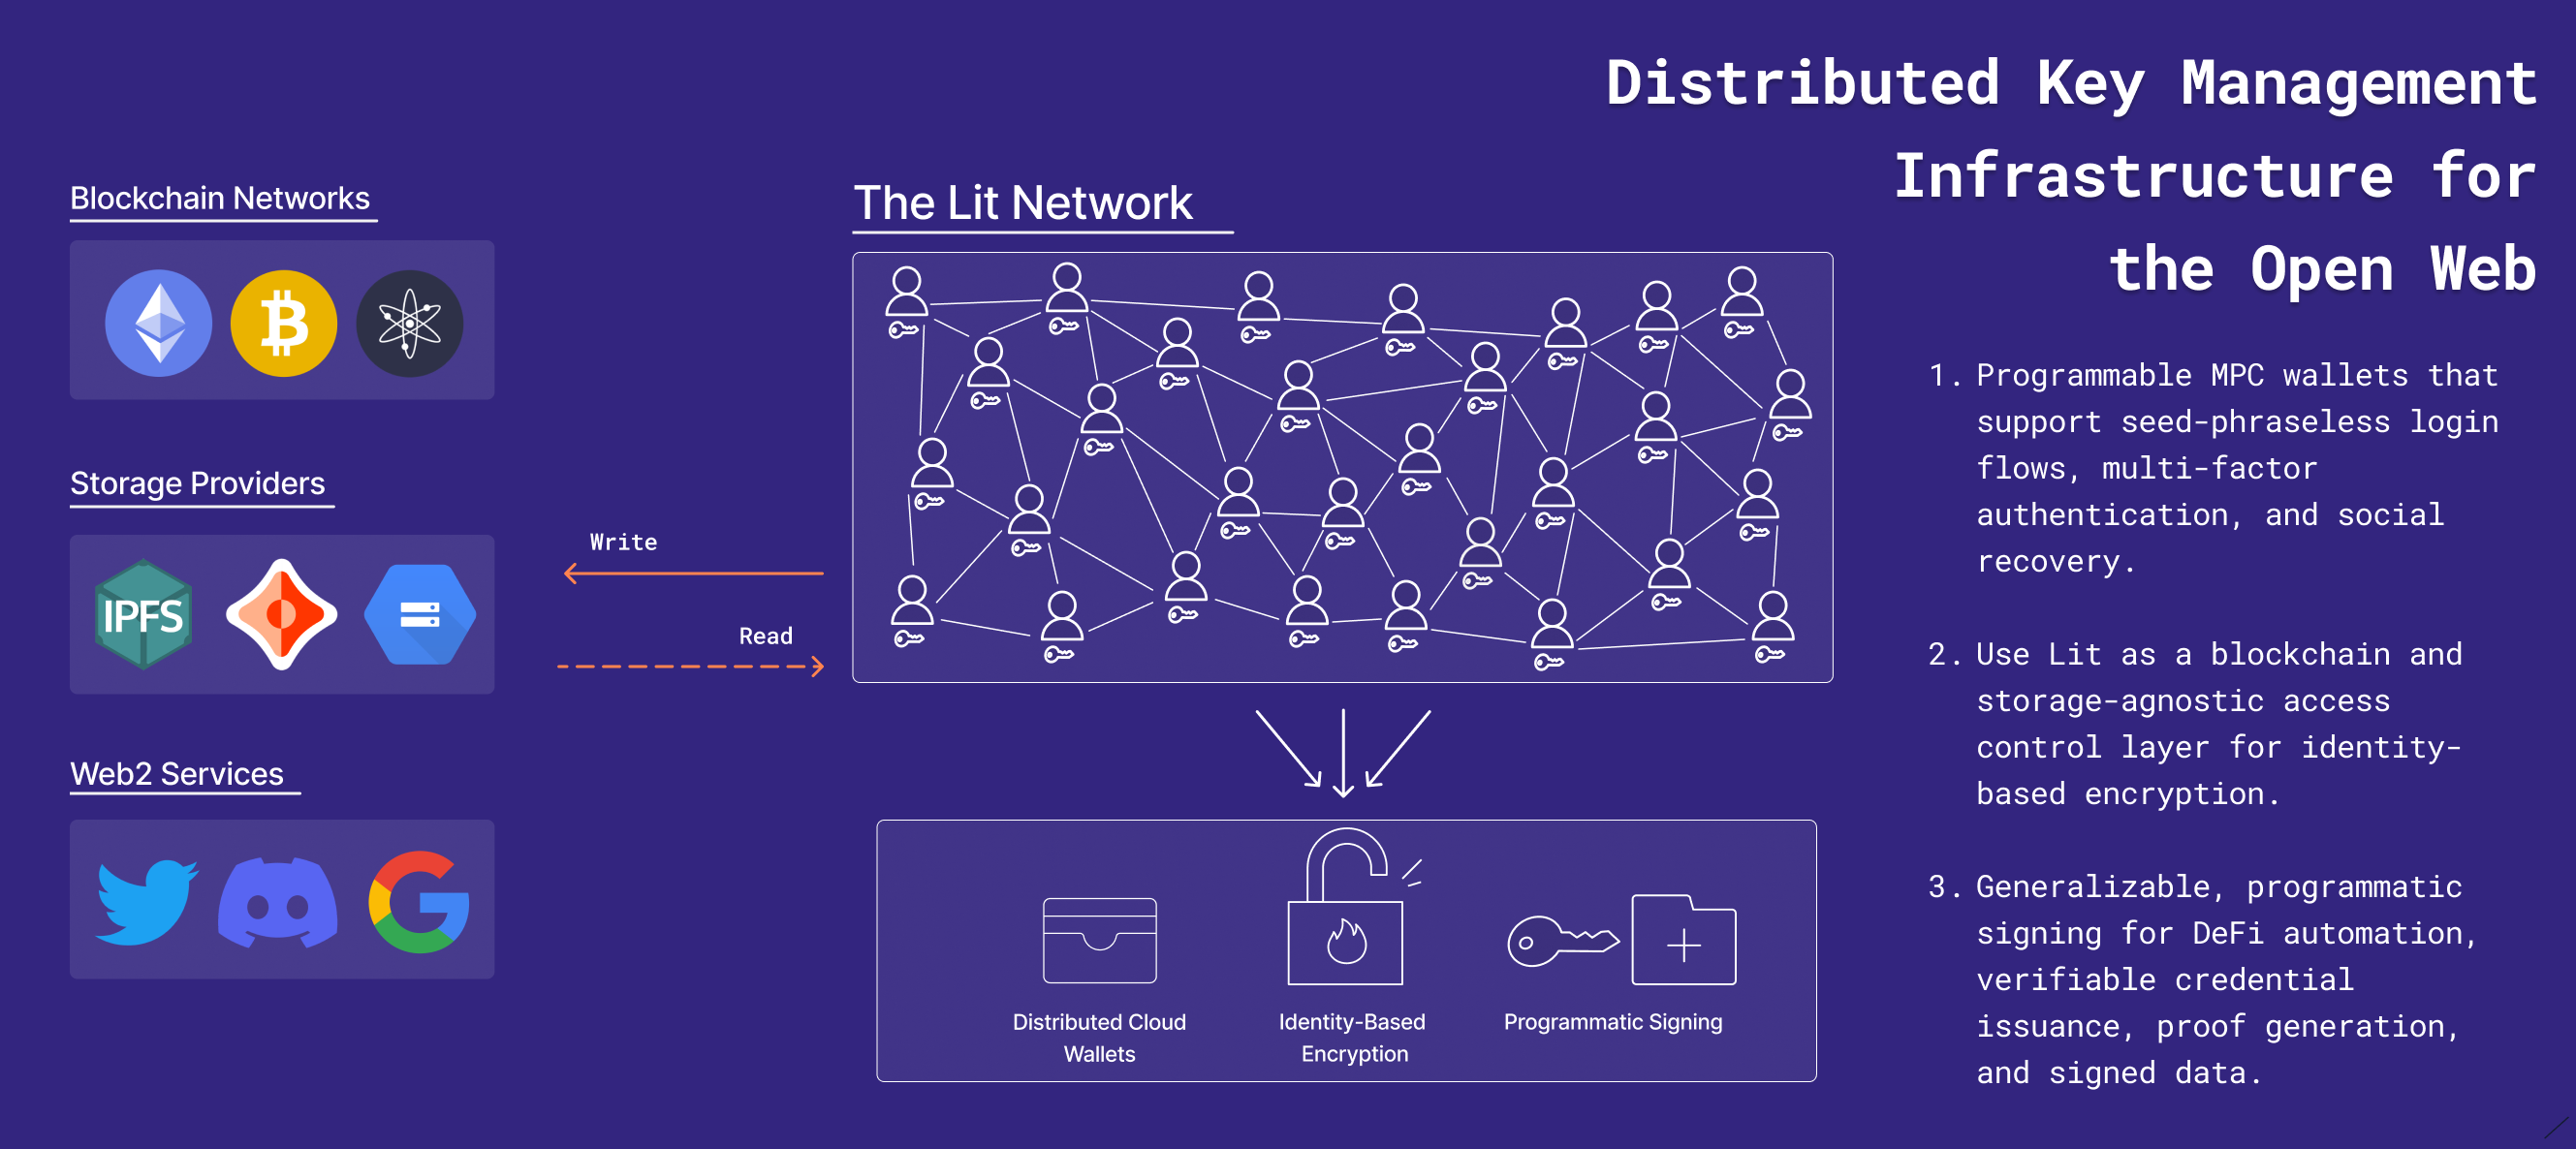 Distributed Key Management
Infrastructure for
the Open Web
Blockchain Networks
Storage Providers
IPFS
Web2 Services
Write
Read
The Lit Network
Distributed Cloud
Wallets
Identity-Based
Encryption
Programmatic Signing
1. Programmable MPC wallets that
support seed-phraseless login
flows, multi-factor
authentication, and social
recovery.
2. Use Lit as a blockchain and
storage-agnostic access
control layer for identity-
based encryption.
3. Generalizable, programmatic
signing for DeFi automation,
verifiable credential
issuance, proof generation,
and signed data.